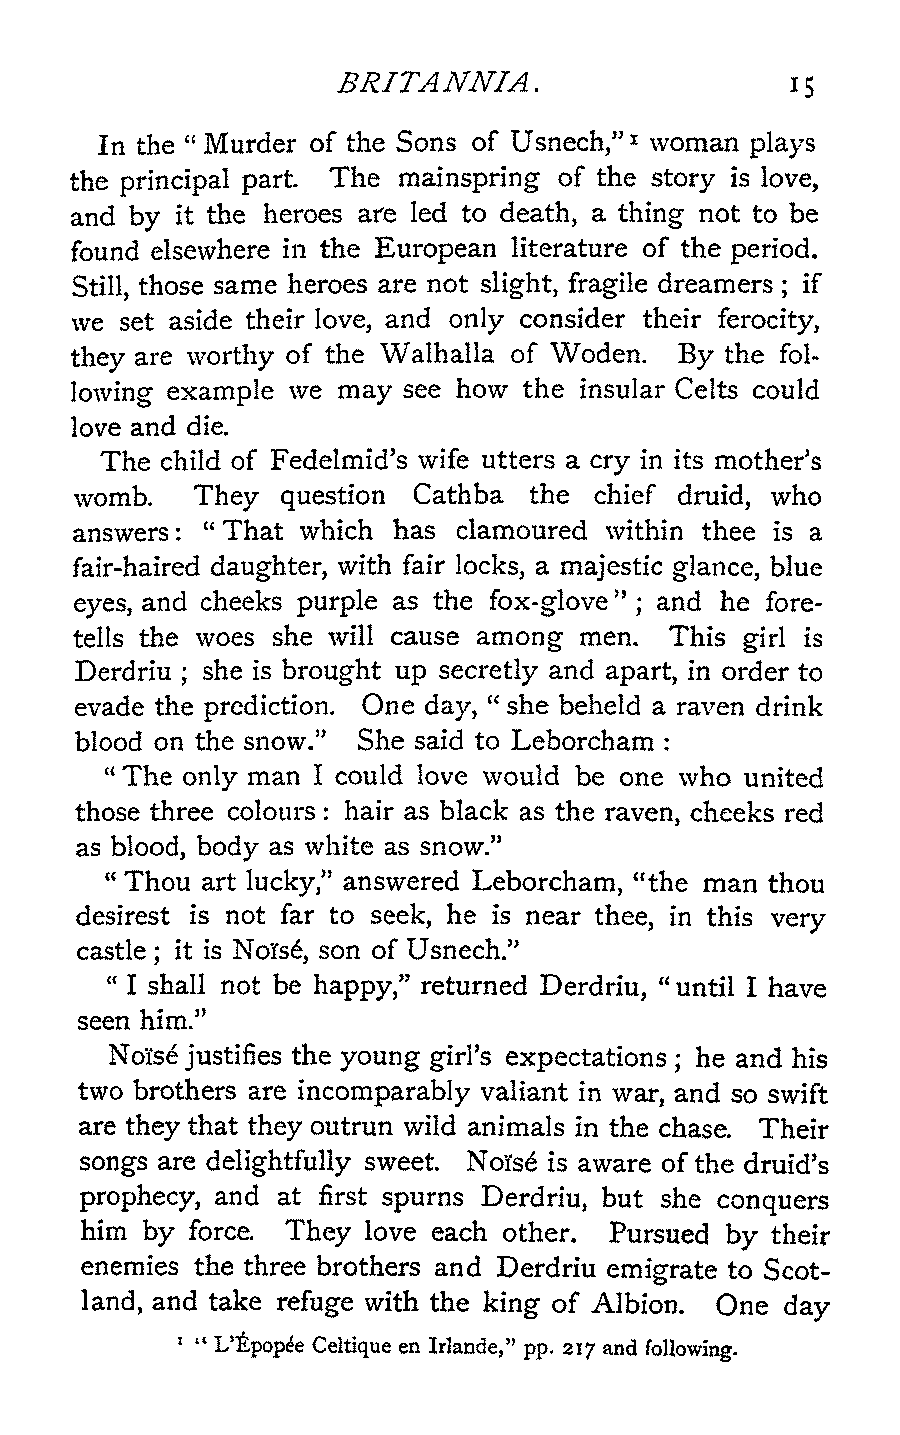 BRITANNIA. 15
In the “ Murder of the Sons of Usnech,” ¹ woman plays
the principal part. The mainspring of the story is love,
and by it the heroes are led to death, a thing not to be
found elsewhere in the European literature of the period.
Still, those same heroes are not slight, fragile dreamers ; if
we set aside their love, and only consider their ferocity,
they are worthy of the Walhalla of Woden. By the fol-
lowing example we may see how the insular Celts could
love and die.
The child of Fedelmid’s wife utters a cry in its mother’s
womb. They question Cathba the chief druid, who
answers : “ That which has clamoured within thee is a
fair-haired daughter, with fair locks, a majestic glance, blue
eyes, and cheeks purple as the fox-glove ” ; and he fore-
tells the woes she will cause among men. This girl is
Derdriu ; she is brought up secretly and apart, in order to
evade the prediction. One day, “ she beheld a raven drink
blood on the snow.” She said to Leborcham :
“ The only man I could love would be one who united
those three colours : hair as black as the raven, cheeks red
as blood, body as white as snow.”
“ Thou art lucky,” answered Leborcham, “the man thou
desirest is not far to seek, he is near thee, in this very
castle ; it is Noïsé, son of Usnech.”
“ I shall not be happy,” returned Derdriu, “ until I have
seen him.”
Noïsé justifies the young girl’s expectations ; he and his
two brothers are incomparably valiant in war, and so swift
are they that they outrun wild animals in the chase. Their
songs are delightfully sweet. Noïsé is aware of the druid’s
prophecy, and at first spurns Derdriu, but she conquers
him by force. They love each other. Pursued by their
enemies the three brothers and Derdriu emigrate to Scot-
land, and take refuge with the king of Albion. One day
¹ “ L’Épopée Celtique en Irlande,” pp. 217 and following.